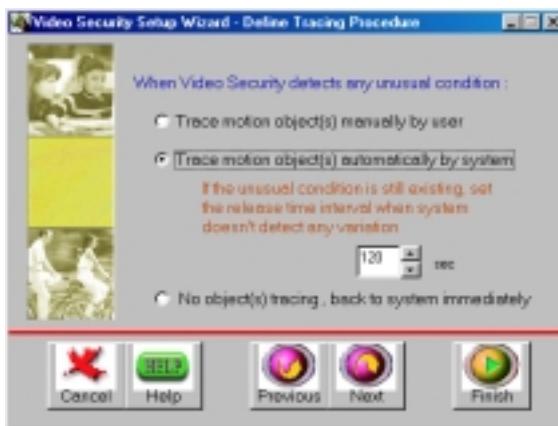 Video Security Setup Wizard - Define Tracing Procedure
When Video Security detects any unusual condition :
Trace motion object(s) manually by user
Trace motion object(s) automatically by system
If the unusual condition is still existing, set
the release time interval when system
doesn't detect any variation
120 sec
No object(s) tracing , back to system immediately
HELP
Cancel Help Previous Next Finish